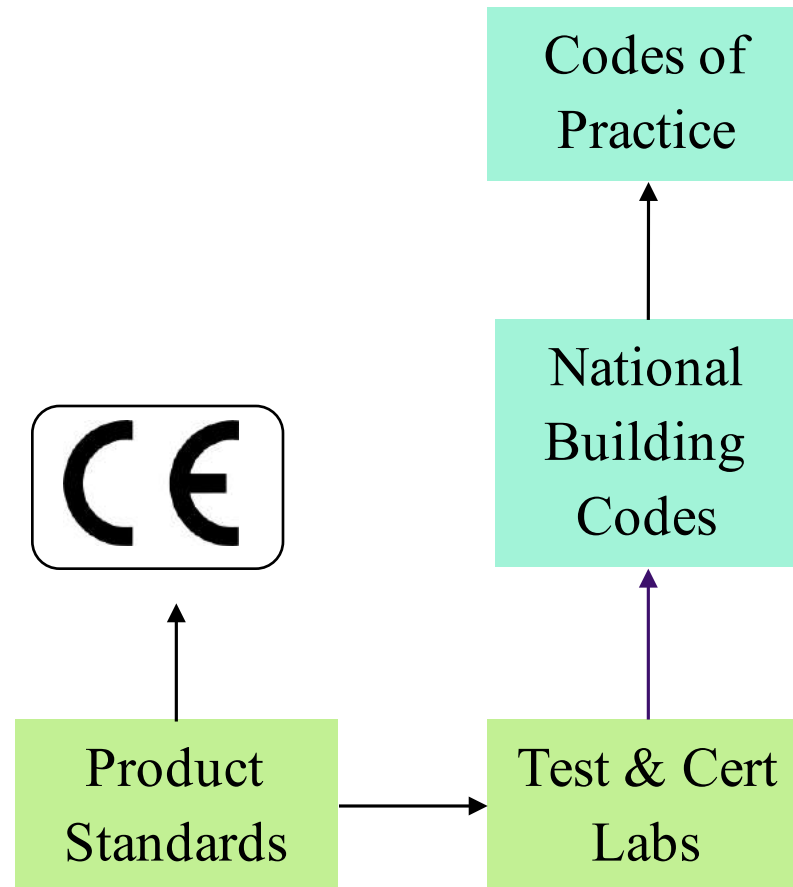 Codes of
Practice
National
Building
Codes
CE
Product
Standards
Test & Cert
Labs